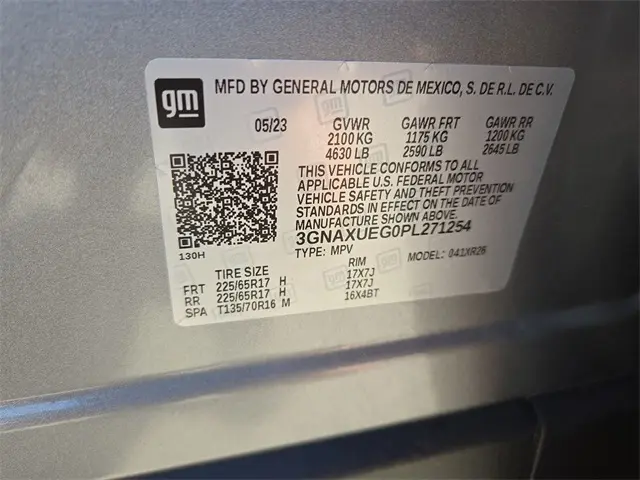 gm
MFD BY GENERAL MOTORS DE MEXICO, S. DE R.L. DE C.V.
05/23 GVWR GAWR FRT GAWR RR
2100 KG 1175 KG 1200 KG
4630 LB 2590 LB 2645 LB
THIS VEHICLE CONFORMS TO ALL
APPLICABLE U.S. FEDERAL MOTOR
VEHICLE SAFETY AND THEFT PREVENTION
STANDARDS IN EFFECT ON THE DATE OF
MANUFACTURE SHOWN ABOVE.
3GNAXUEG0PL271254
130H
TYPE: MPV MODEL: 041XR26
TIRE SIZE RIM
FRT 225/65R17 H 17X7J
RR 225/65R17 H 17X7J
SPA T135/70R16 M 16X4BT